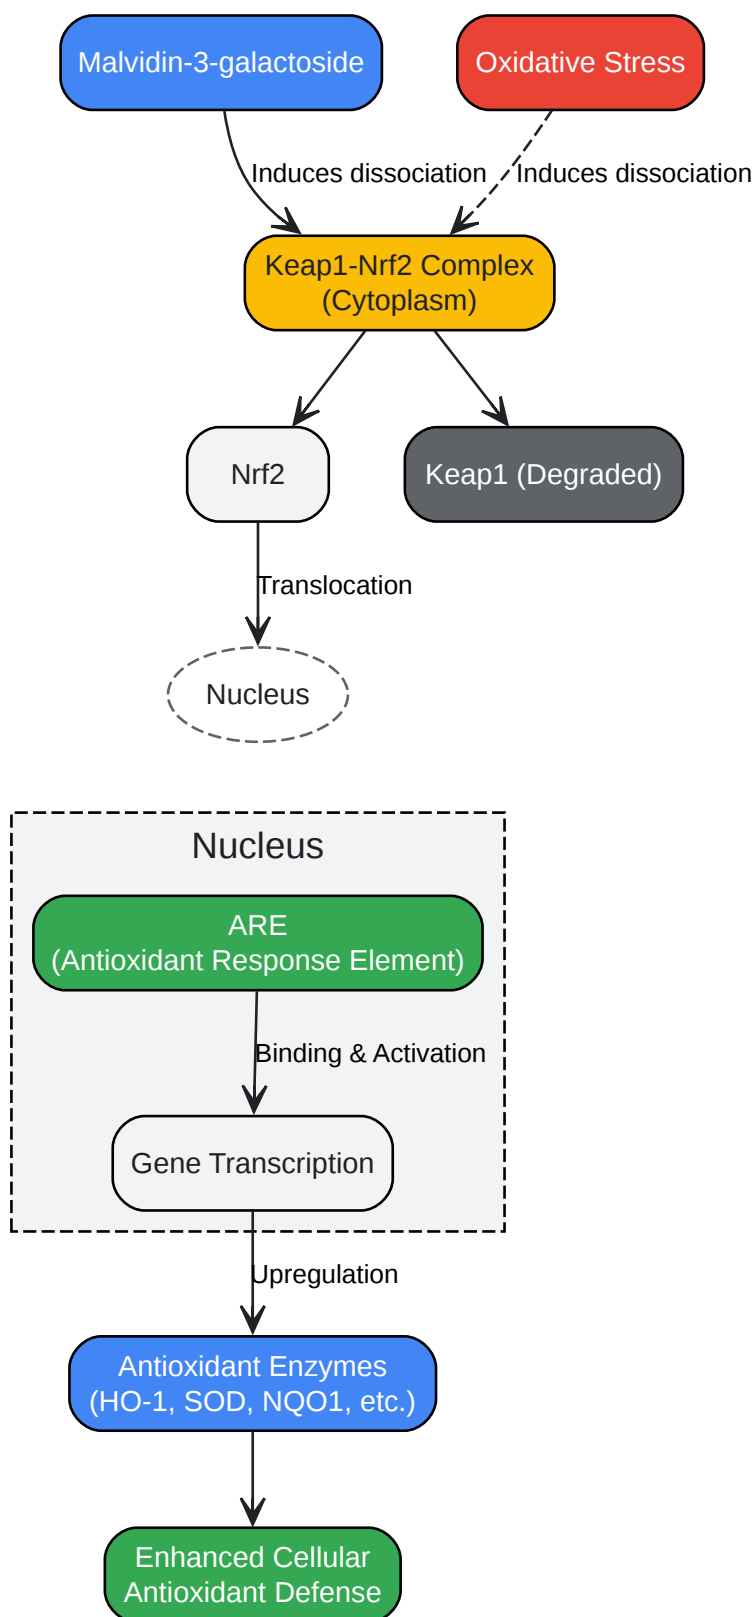 Malvidin-3-galactoside
Oxidative Stress
Induces dissociation
Induces dissociation
Keap1-Nrf2 Complex
(Cytoplasm)
Nrf2
Keap1 (Degraded)
Translocation
Nucleus
Nucleus
ARE
(Antioxidant Response Element)
Binding & Activation
Gene Transcription
Upregulation
Antioxidant Enzymes
(HO-1, SOD, NQO1, etc.)
Enhanced Cellular
Antioxidant Defense